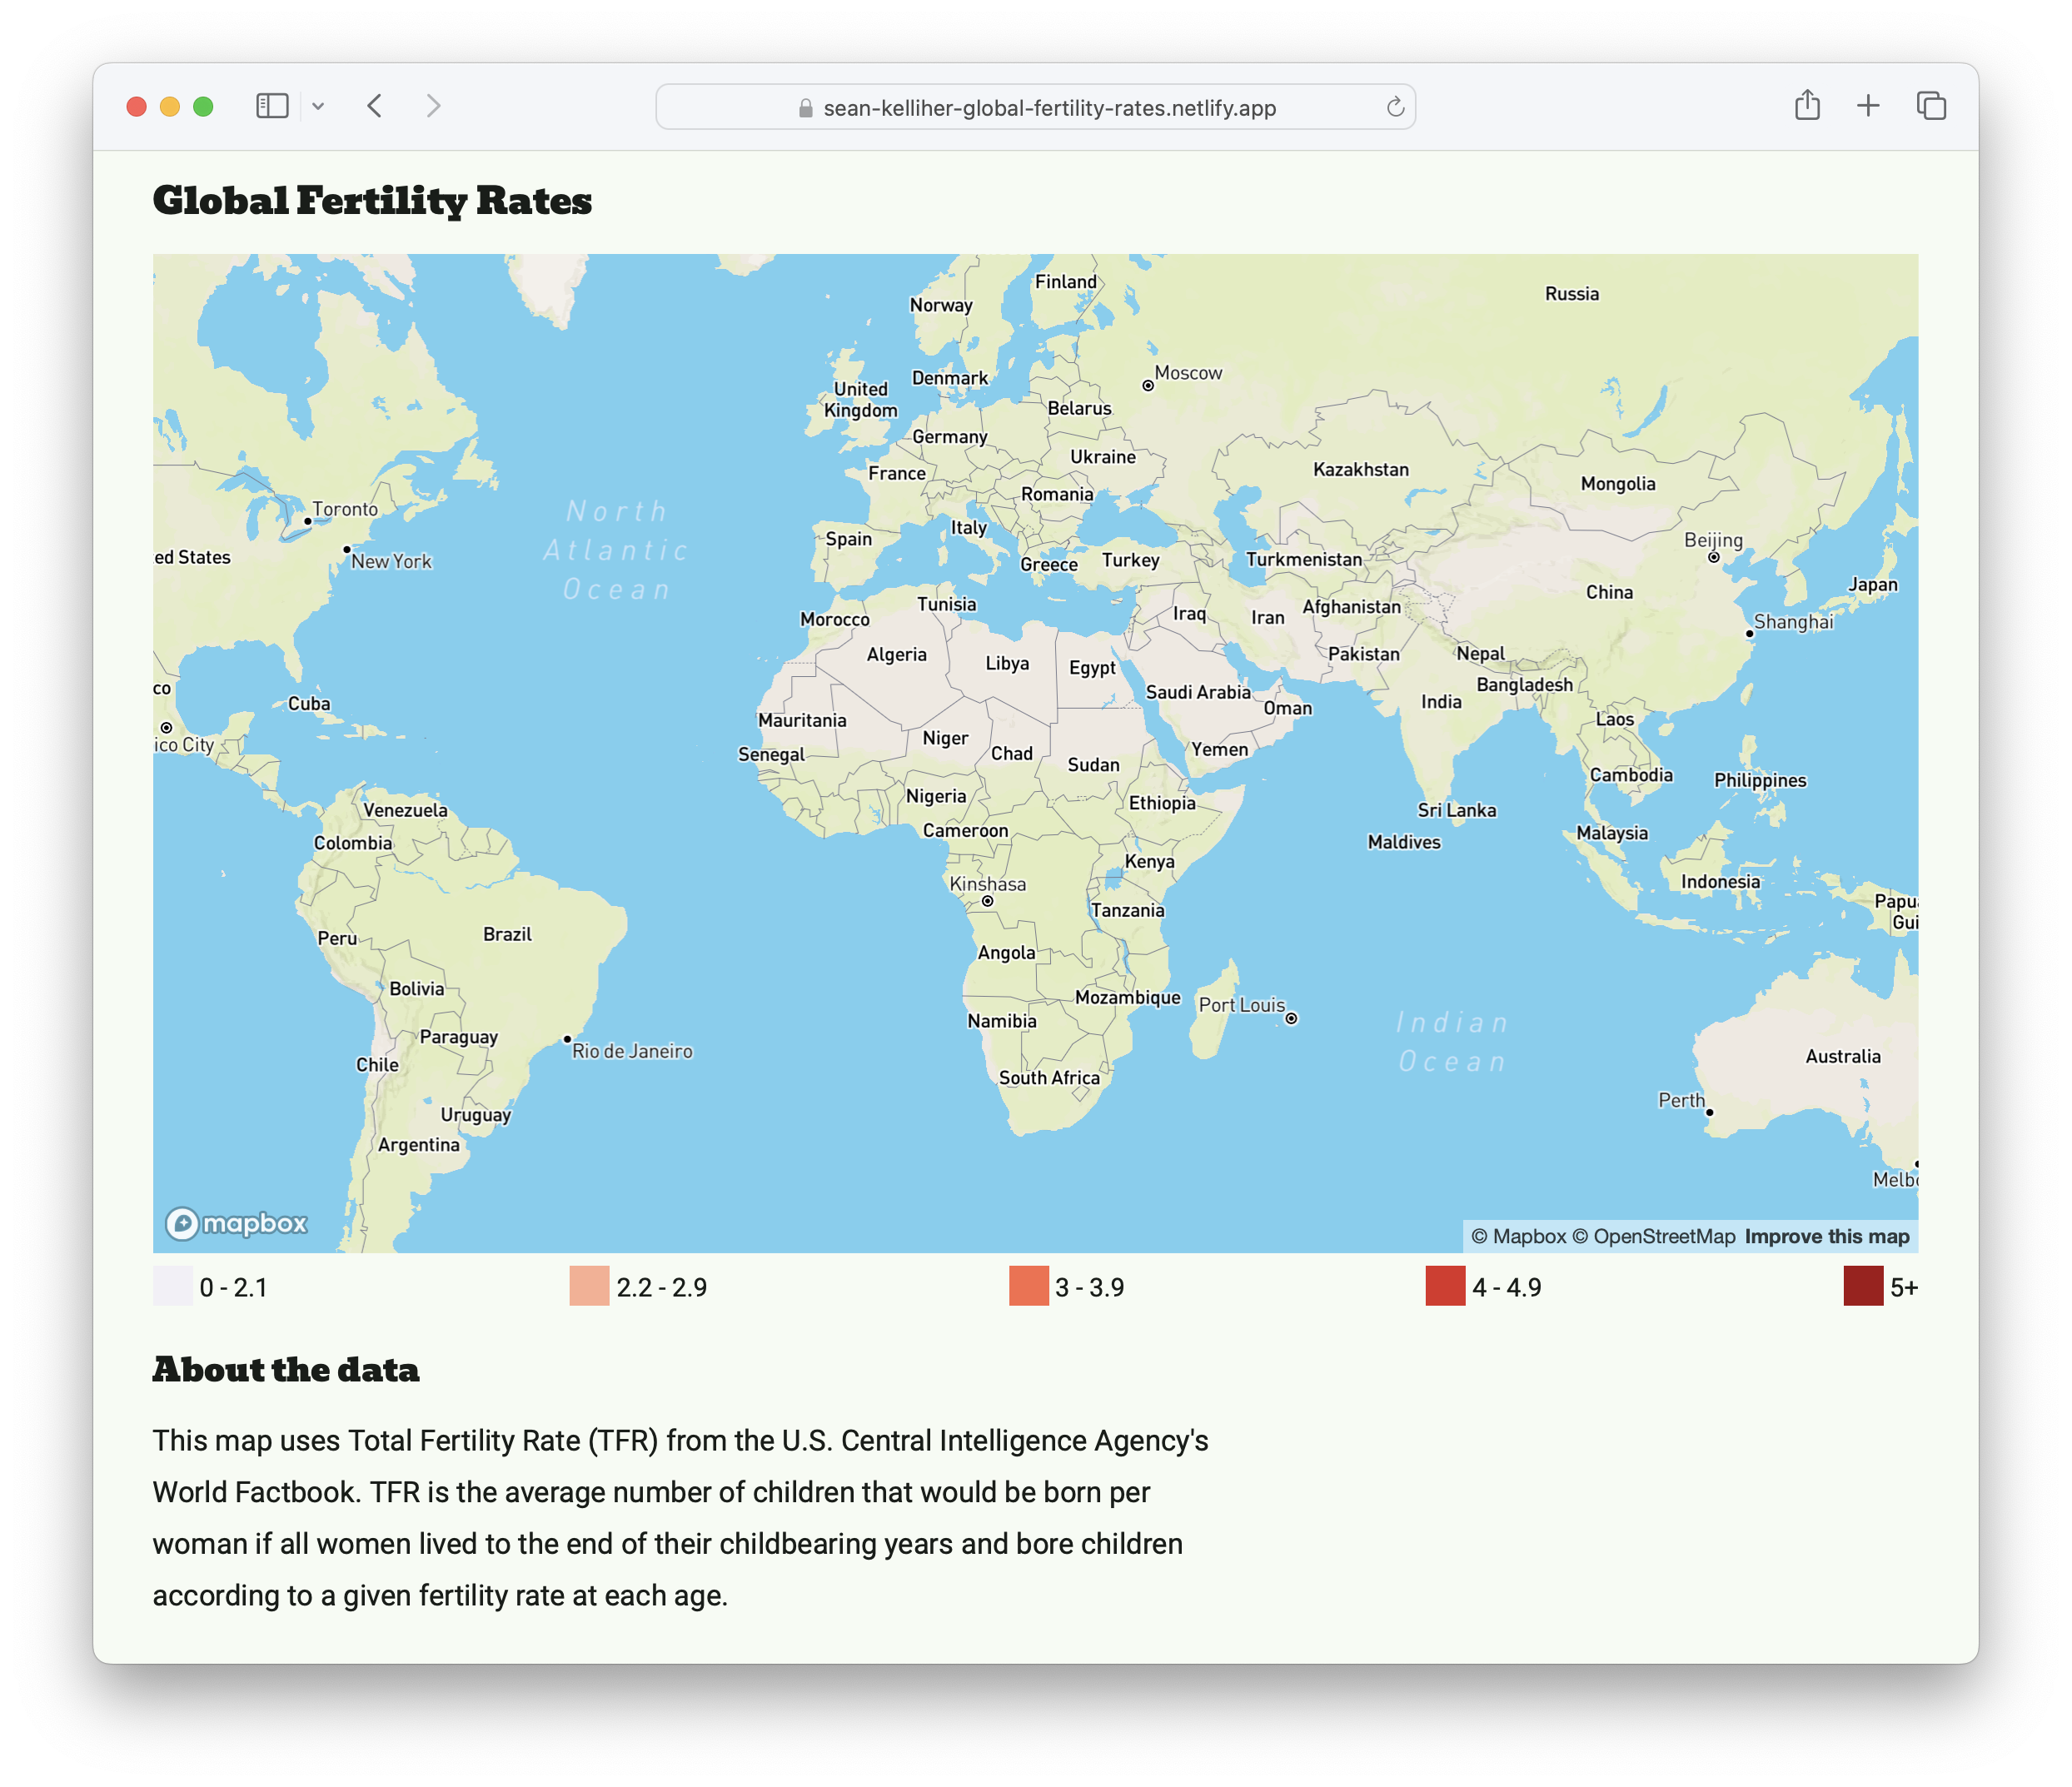 sean-kelliher-global-fertility-rates.netlify.app
Global Fertility Rates
Finland
Russia
Norway
Moscow
Denmark
United
Kingdom
Belarus
Germany
Ukraine
France
Kazakhstan
Mongolia
Romania
Toronto
North
Atlantic
Ocean
Italy
Spain
Beijing
ed States
New York
Greece
Turkey
Turkmenistan
China
Japan
Tunisia
Morocco
Iraq
Iran
Afghanistan
Shanghai
Algeria
Libya
Egypt
Pakistan
Nepal
Bangladesh
co
Saudi Arabia
India
Cuba
Oman
Mauritania
Laos
ico City
Niger
Senegal
Chad
Yemen
Sudan
Cambodia
Philippines
Nigeria
Ethiopia
Venezuela
Sri Lanka
Cameroon
Malaysia
Colombia
Maldives
Kenya
Kinshasa
Indonesia
Papu
Gui
Tanzania
Peru
Brazil
Angola
Bolivia
Mozambique
Port Louis
Namibia
Indian
Ocean
Paraguay
Rio de Janeiro
Chile
Australia
South Africa
Perth
Uruguay
Argentina
Melbo
mapbox
© Mapbox © OpenStreetMap Improve this map
0 - 2.1
2.2 - 2.9
3 - 3.9
4 - 4.9
5+
About the data
This map uses Total Fertility Rate (TFR) from the U.S. Central Intelligence Agency's
World Factbook. TFR is the average number of children that would be born per
woman if all women lived to the end of their childbearing years and bore children
according to a given fertility rate at each age.